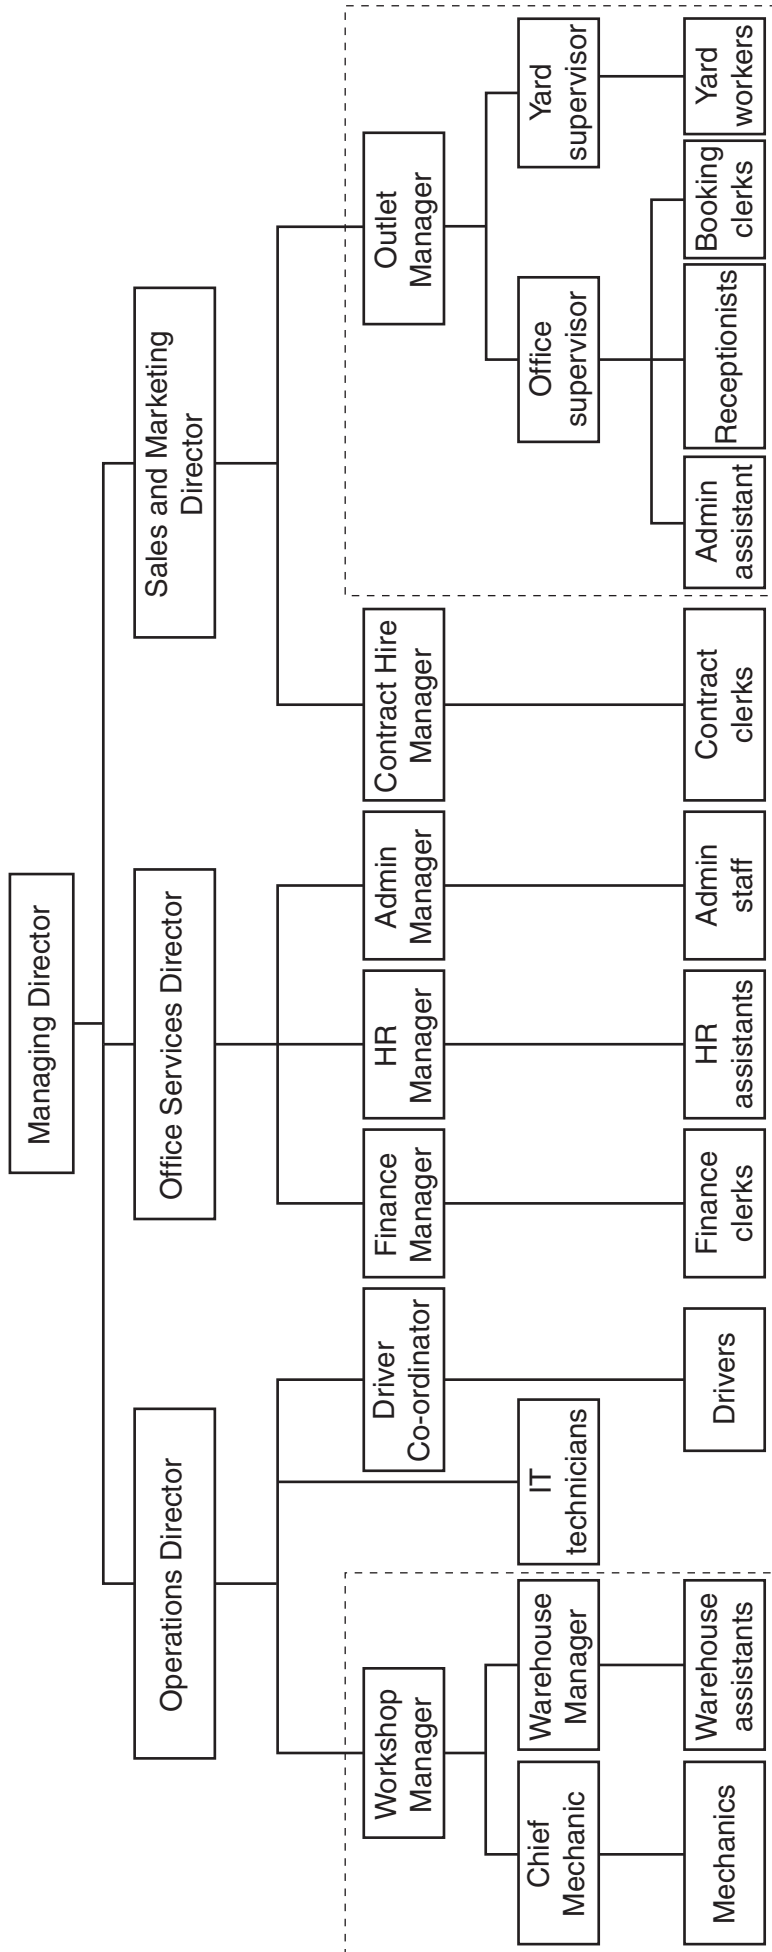 Managing Director
Operations Director
Office Services Director
Sales and Marketing
Director
Workshop
Manager
Driver
Co-ordinator
Finance
Manager
HR
Manager
Admin
Manager
Contract Hire
Manager
Outlet
Manager
Chief
Mechanic
Warehouse
Manager
IT
technicians
Office
supervisor
Yard
supervisor
Mechanics
Warehouse
assistants
Drivers
Finance
clerks
HR
assistants
Admin
staff
Contract
clerks
Admin
assistant
Receptionists
Booking
clerks
Yard
workers